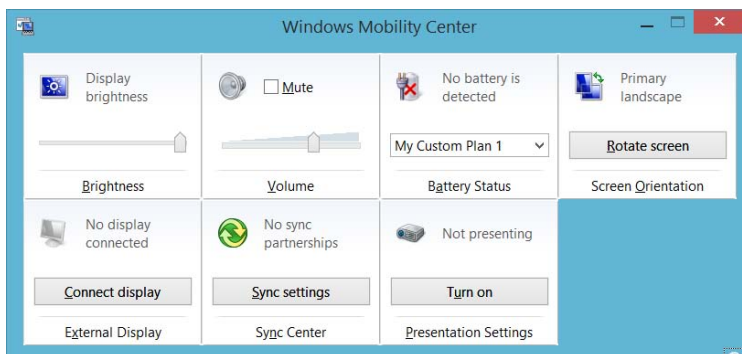 Windows Mobility Center
Display
brightness
Brightness
Mute
Volume
No battery is
detected
My Custom Plan 1
Battery Status
Primary
landscape
Rotate screen
Screen Orientation
No display
connected
Connect display
External Display
No sync
partnerships
Sync settings
Sync Center
Not presenting
Turn on
Presentation Settings